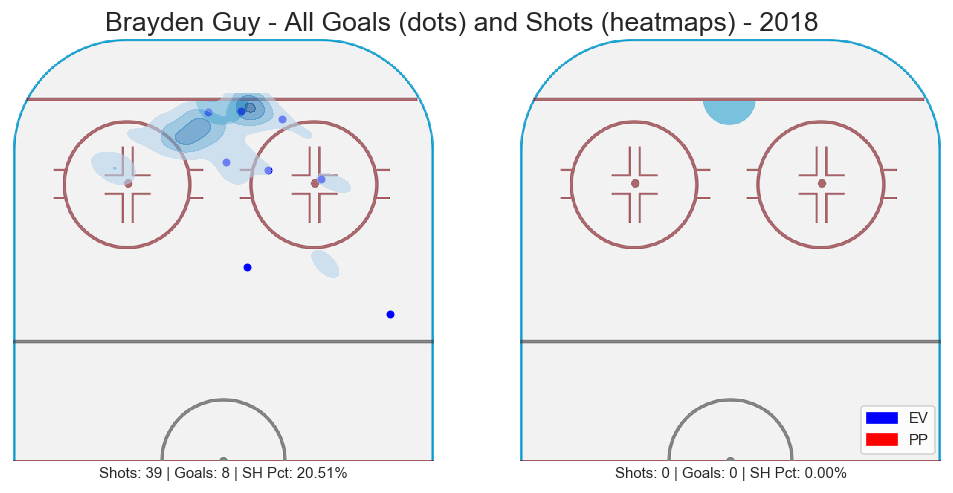 Brayden Guy - All Goals (dots) and Shots (heatmaps) - 2018
EV
PP
Shots: 39 | Goals: 8 | SH Pct: 20.51%
Shots: 0 | Goals: 0 | SH Pct: 0.00%